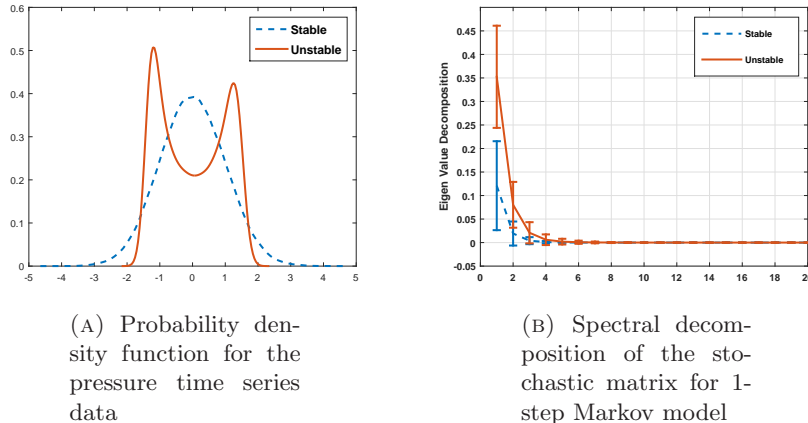 0.6
0.5
0.4
0.3
0.2
0.1
0
-5 -4 -3 -2 -1 0 1 2 3 4 5
Stable
Unstable
Eigen Value Decomposition
0.45
0.4
0.35
0.3
0.25
0.2
0.15
0.1
0.05
0
-0.05
0 2 4 6 8 10 12 14 16 18 20
Stable
Unstable
(A) Probability den-
sity function for the
pressure time series
data
(B) Spectral decom-
position of the sto-
chastic matrix for 1-
step Markov model